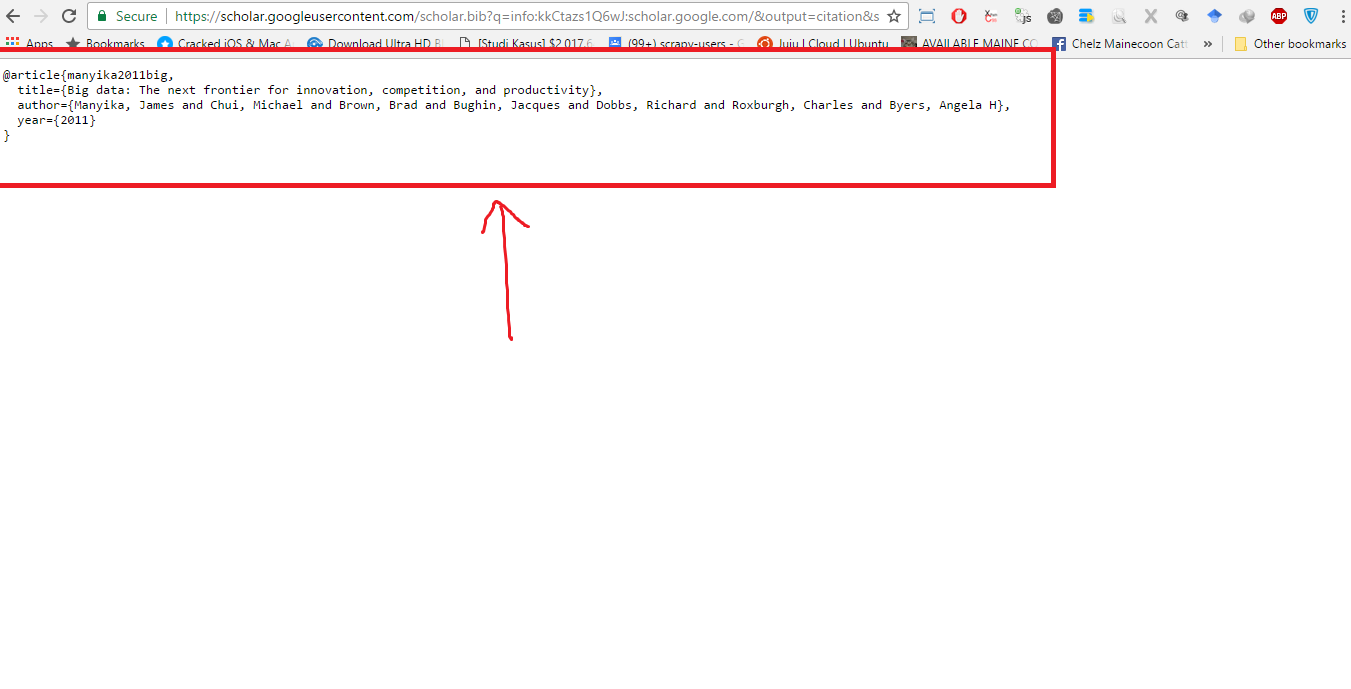 Secure https://scholar.googleusercontent.com/scholar.bib?q=info:kkCtazs1Q6wJ:scholar.google.com/&output=citation&s
Apps Bookmarks Cracked iOS & Mac A Download Ultra HD Bl [Studi Kasus] $2,017.6 (99+) scrapy-users - G Juju | Cloud | Ubuntu AVAILABLE MAINE CO Chelz Mainecoon Catt » Other bookmarks
@article{manyika2011big,
title={Big data: The next frontier for innovation, competition, and productivity},
author={Manyika, James and Chui, Michael and Brown, Brad and Bughin, Jacques and Dobbs, Richard and Roxburgh, Charles and Byers, Angela H},
year={2011}
}